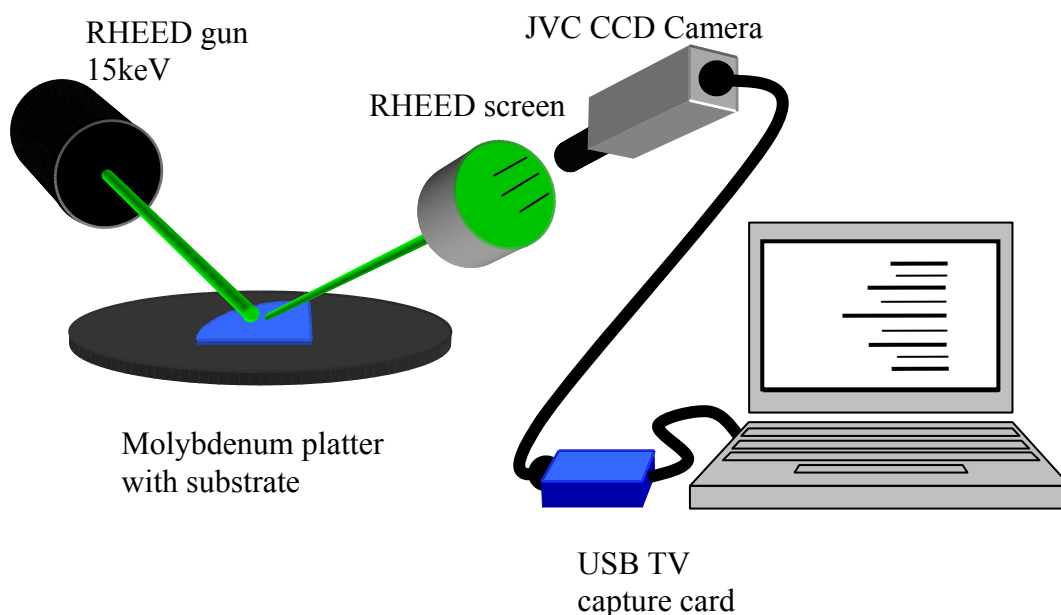 RHEED gun
15keV
JVC CCD Camera
RHEED screen
Molybdenum platter
with substrate
USB TV
capture card